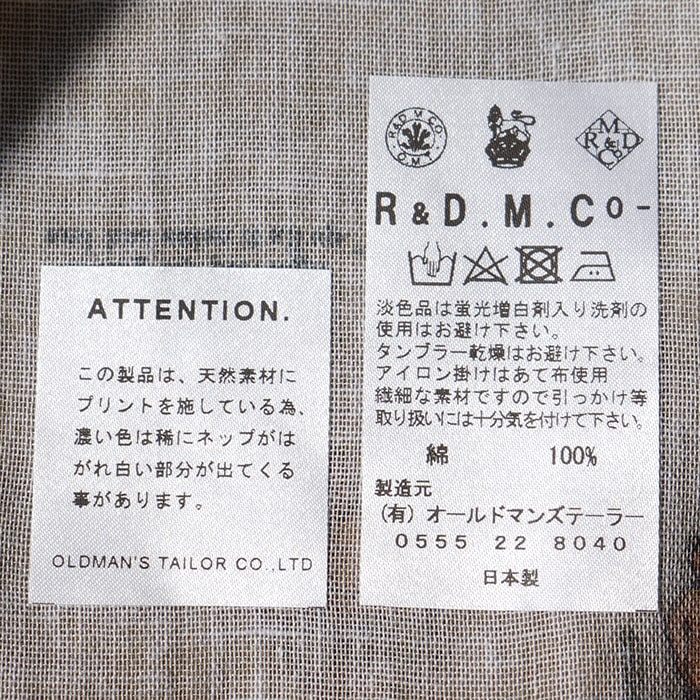 ATTENTION.
この製品は、天然素材に
プリントを施している為、
濃い色は稀にネップがは
がれ白い部分が出てくる
事があります。
OLDMAN'S TAILOR CO.,LTD
R&D.M.CO
O.M.T
M
R & D
Co
R & D . M . Co -
淡色品は蛍光増白剤入り洗剤の
使用はお避け下さい。
タンブラー乾燥はお避け下さい。
アイロン掛けはあて布使用
繊細な素材ですので引っかけ等
取り扱いには十分気を付けて下さい。
綿 100%
製造元
(有) オールドマンズテーラー
0555 22 8040
日本製